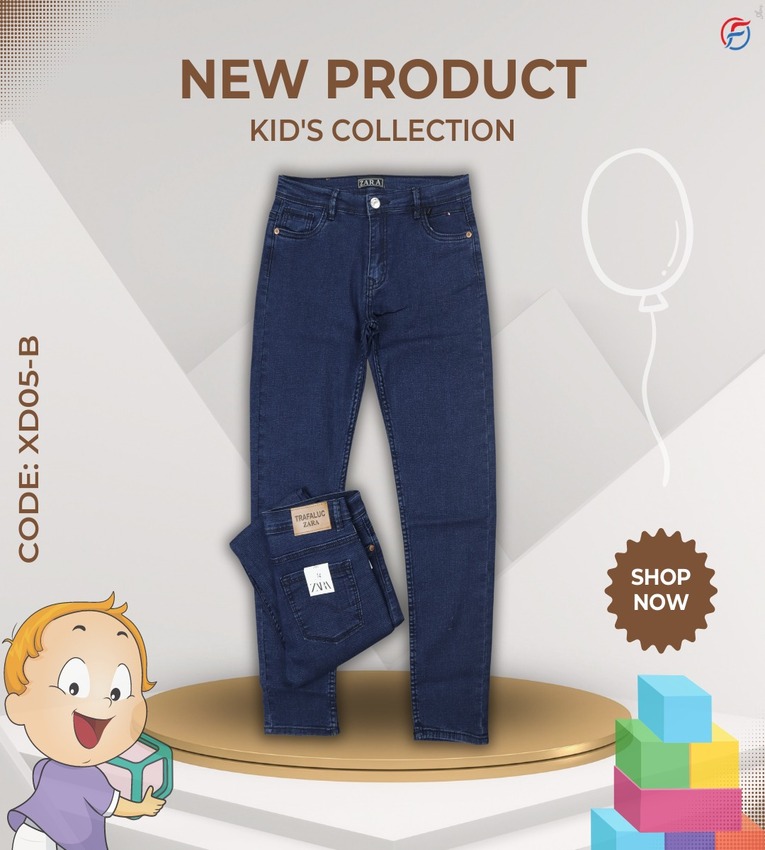 NEW PRODUCT
KID'S COLLECTION
ZARA
CODE: XD05-B
TRAFALUC
ZARA
ZARA
SHOP
NOW